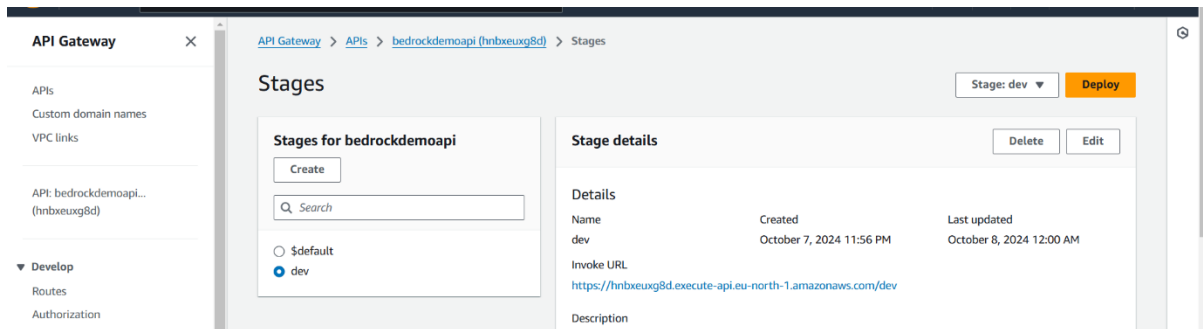 API Gateway
APIs
Custom domain names
VPC links
API: bedrockdemoapi...
(hnbxeuxg8d)
Develop
Routes
Authorization
API Gateway > APIs > bedrockdemoapi (hnbxeuxg8d) > Stages
Stages
Stage: dev
Deploy
Stages for bedrockdemoapi
Create
Search
$default
dev
Stage details
Delete
Edit
Details
Name
dev
Created
October 7, 2024 11:56 PM
Last updated
October 8, 2024 12:00 AM
Invoke URL
https://hnbxeuxg8d.execute-api.eu-north-1.amazonaws.com/dev
Description